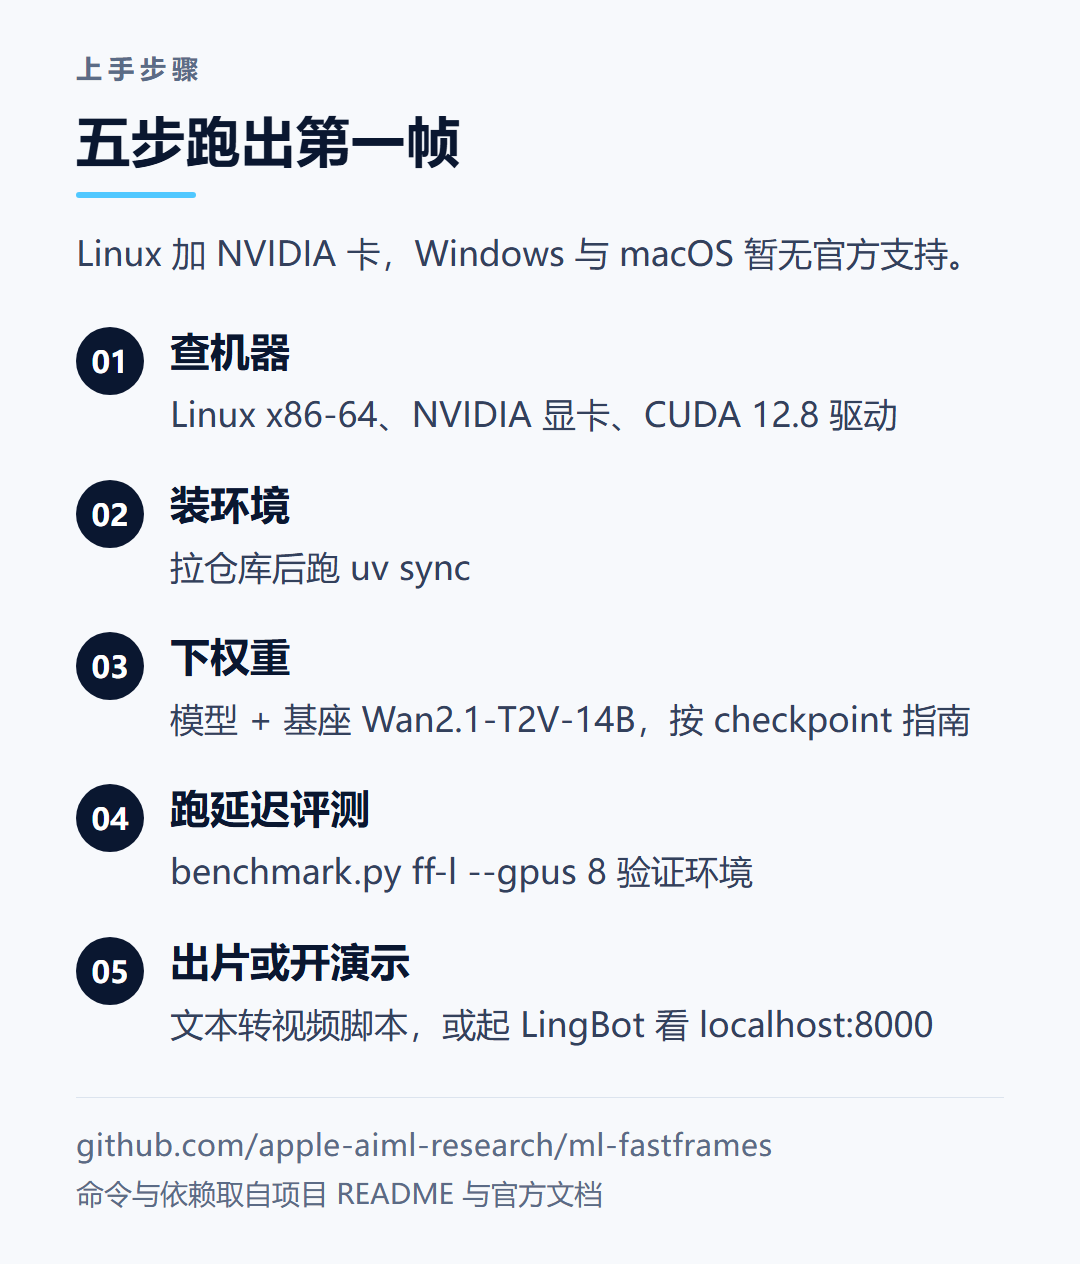 上手步骤
五步跑出第一帧
Linux 加 NVIDIA 卡，Windows 与 macOS 暂无官方支持。
01
查机器
Linux x86-64、NVIDIA 显卡、CUDA 12.8 驱动
02
装环境
拉仓库后跑 uv sync
03
下权重
模型 + 基座 Wan2.1-T2V-14B，按 checkpoint 指南
04
跑延迟评测
benchmark.py ff-l --gpus 8 验证环境
05
出片或开演示
文本转视频脚本，或起 LingBot 看 localhost:8000
github.com/apple-aiml-research/ml-fastframes
命令与依赖取自项目 README 与官方文档